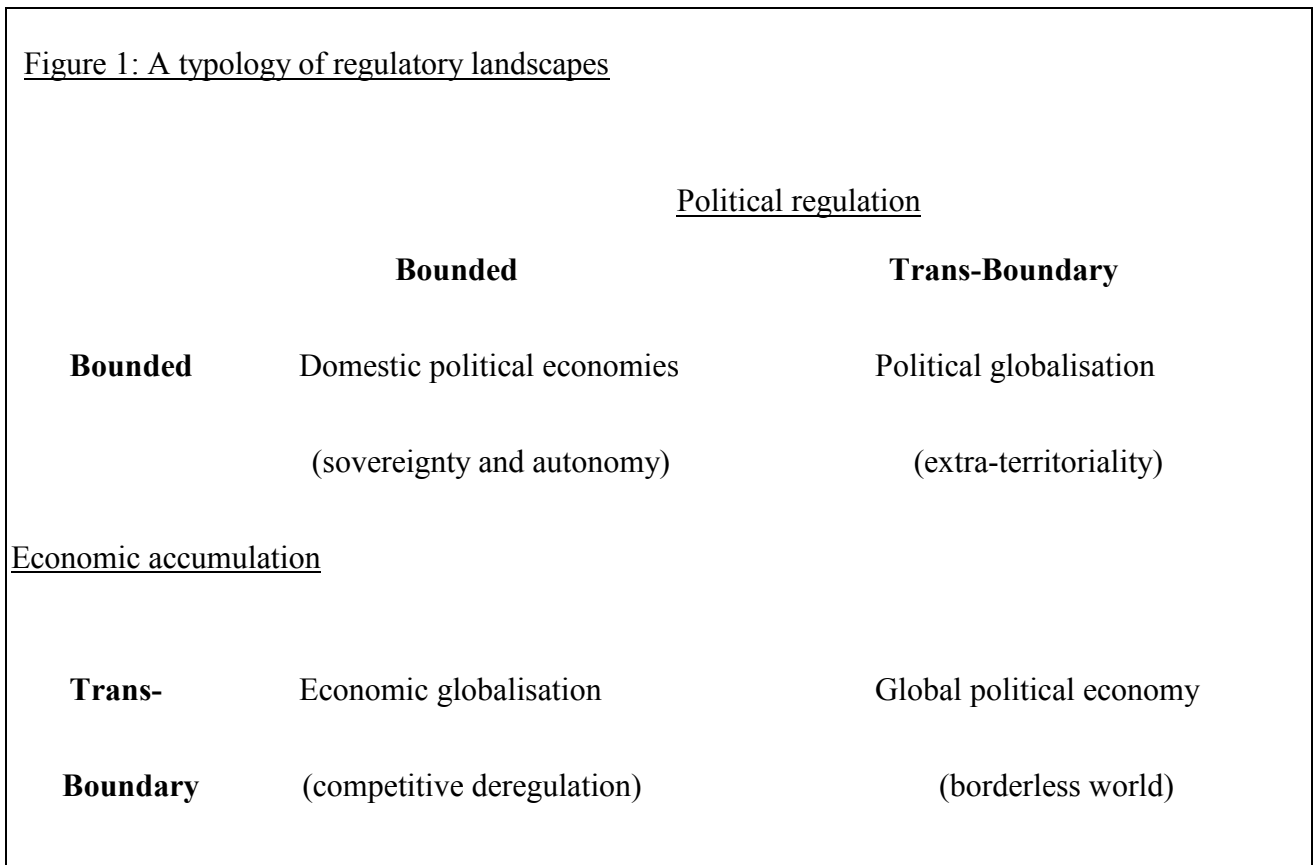 Figure 1: A typology of regulatory landscapes
Political regulation
Bounded Trans-Boundary
Bounded Domestic political economies Political globalisation
(sovereignty and autonomy) (extra-territoriality)
Economic accumulation
Trans- Economic globalisation Global political economy
Boundary (competitive deregulation) (borderless world)